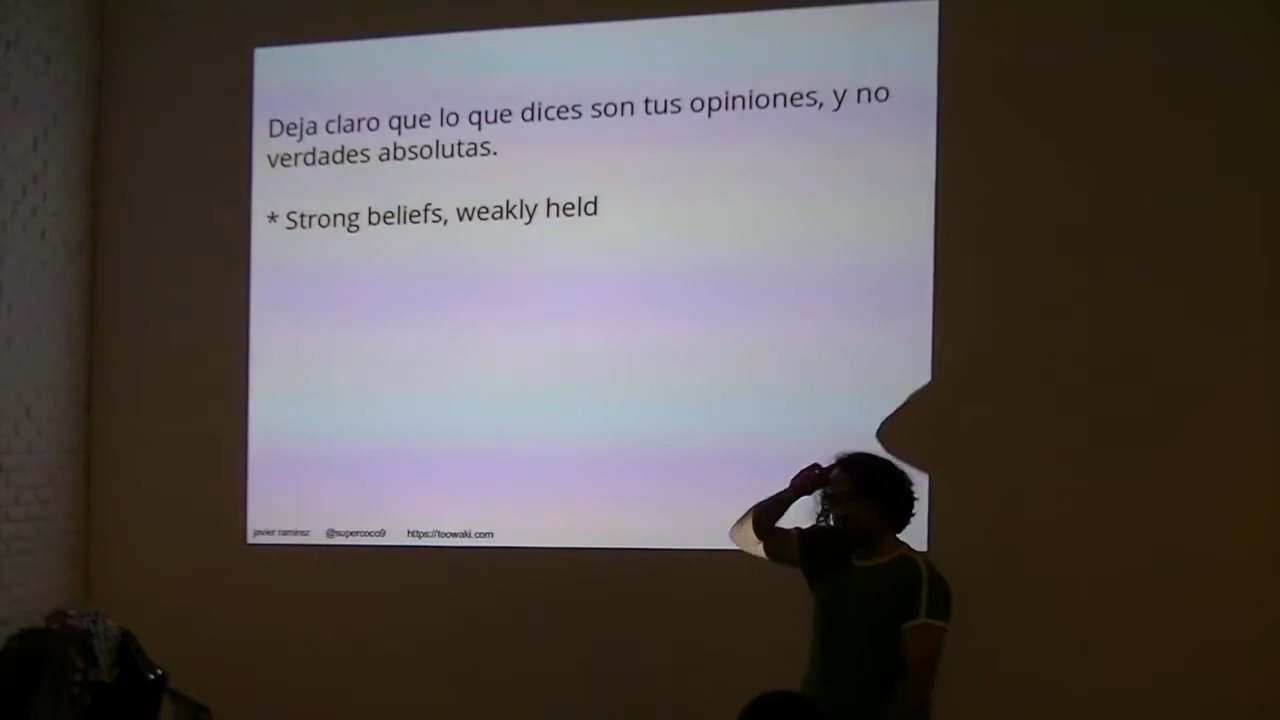 Deja claro que lo que dices son tus opiniones, y no
verdades absolutas.
* Strong beliefs, weakly held
javier ramirez @supercoco9 https://teowaki.com